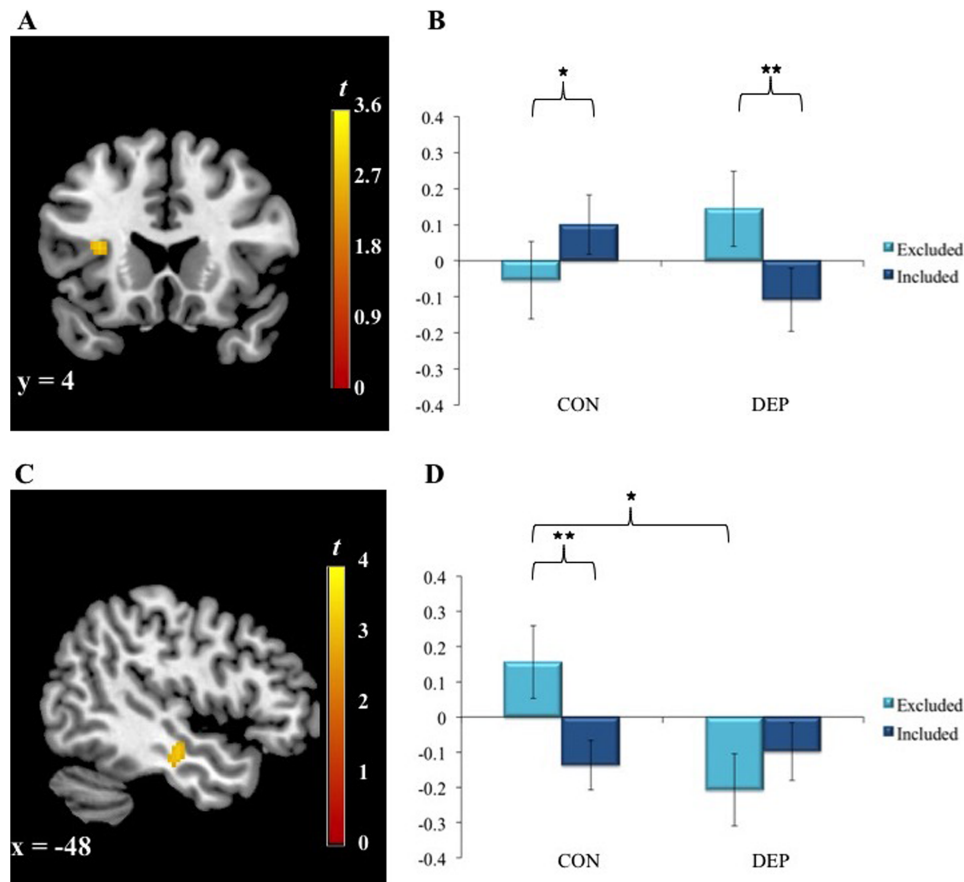 A
t
3.6
2.7
1.8
0.9
0
y = 4
B
★
★★
0.4
0.3
0.2
0.1
0
-0.1
-0.2
-0.3
-0.4
CON
DEP
Excluded
Included
C
t
4
3
2
1
0
x = -48
D
★
★★
0.4
0.3
0.2
0.1
0
-0.1
-0.2
-0.3
-0.4
CON
DEP
Excluded
Included